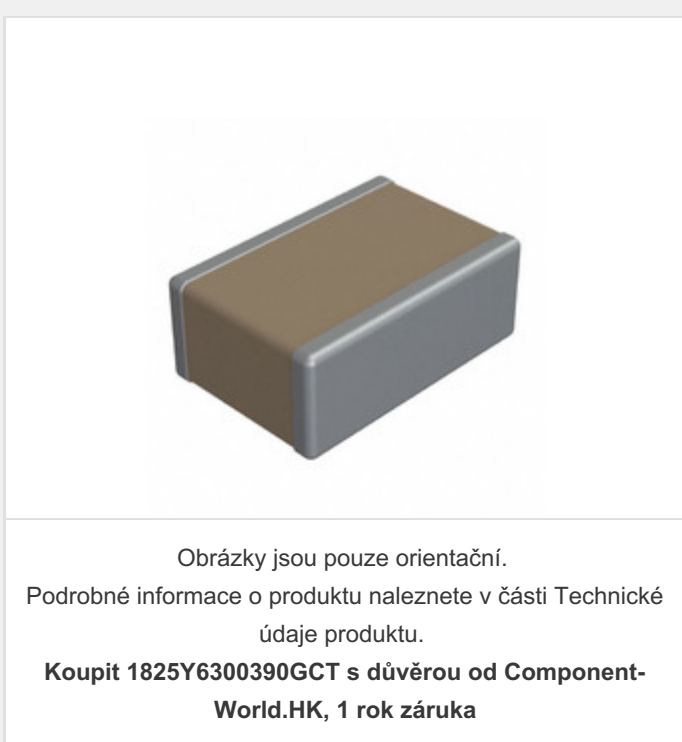 Obrázky jsou pouze orientační.
Podrobné informace o produktu naleznete v části Technické
údaje produktu.
Koupit 1825Y6300390GCT s důvěrou od Component-
World.HK, 1 rok záruka